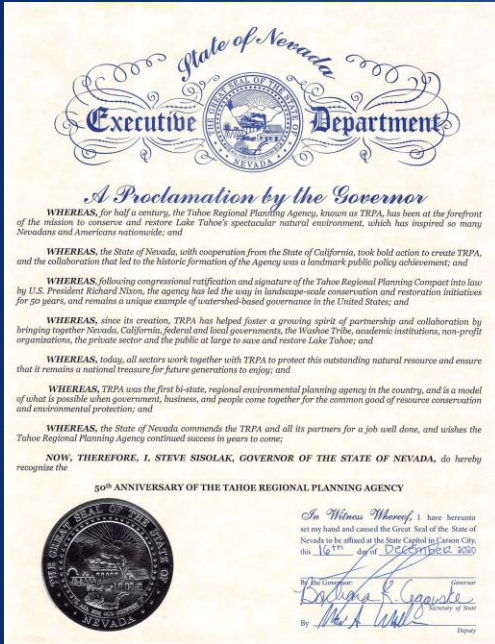 State of Nevada
THE GREAT SEAL OF THE STATE OF
NEVADA
Executive Department
A Proclamation by the Governor
WHEREAS, for half a century, the Tahoe Regional Planning Agency, known as TRPA, has been at the forefront
of the mission to conserve and restore Lake Tahoe's spectacular natural environment, which has inspired so many
Nevadans and Americans nationwide; and
WHEREAS, the State of Nevada, with cooperation from the State of California, took bold action to create TRPA,
and the collaboration that led to the historic formation of the Agency was a landmark public policy achievement; and
WHEREAS, following congressional ratification and signature of the Tahoe Regional Planning Compact into law
by U.S. President Richard Nixon, the agency has led the way in landscape-scale conservation and restoration initiatives
for 50 years, and remains a unique example of watershed-based governance in the United States; and
WHEREAS, since its creation, TRPA has helped foster a growing spirit of partnership and collaboration by
bringing together Nevada, California, federal and local governments, the Washoe Tribe, academic institutions, non-profit
organizations, the private sector and the public at large to save and restore Lake Tahoe; and
WHEREAS, today, all sectors work together with TRPA to protect this outstanding natural resource and ensure
that it remains a national treasure for future generations to enjoy; and
WHEREAS, TRPA was the first bi-state, regional environmental planning agency in the country, and is a model
of what is possible when government, business, and people come together for the common good of resource conservation
and environmental protection; and
WHEREAS, the State of Nevada commends the TRPA and all its partners for a job well done, and wishes the
Tahoe Regional Planning Agency continued success in years to come;
NOW, THEREFORE, I, STEVE SISOLAK, GOVERNOR OF THE STATE OF NEVADA, do hereby
recognize the
50th ANNIVERSARY OF THE TAHOE REGIONAL PLANNING AGENCY
THE GREAT SEAL OF THE STATE OF
NEVADA
In Witness Whereof, I have hereunto
set my hand and caused the Great Seal of the State of
Nevada to be affixed at the State Capitol in Carson City,
this 16th day of December 2020
By the Governor: Governor
Barbara K. Cegavske
Secretary of State
By
Deputy